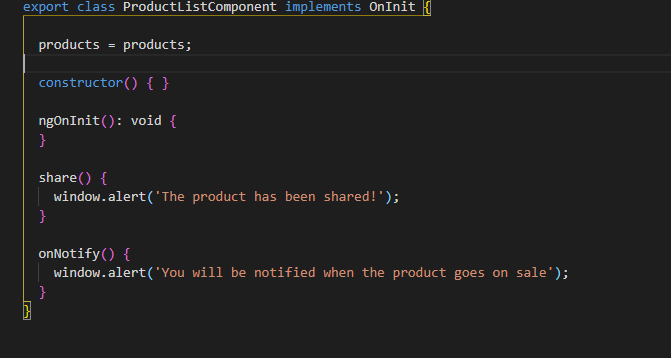 export class ProductListComponent implements OnInit {
products = products;
constructor() { }
ngOnInit(): void {
}
share() {
window.alert('The product has been shared!');
}
onNotify() {
window.alert('You will be notified when the product goes on sale');
}
}